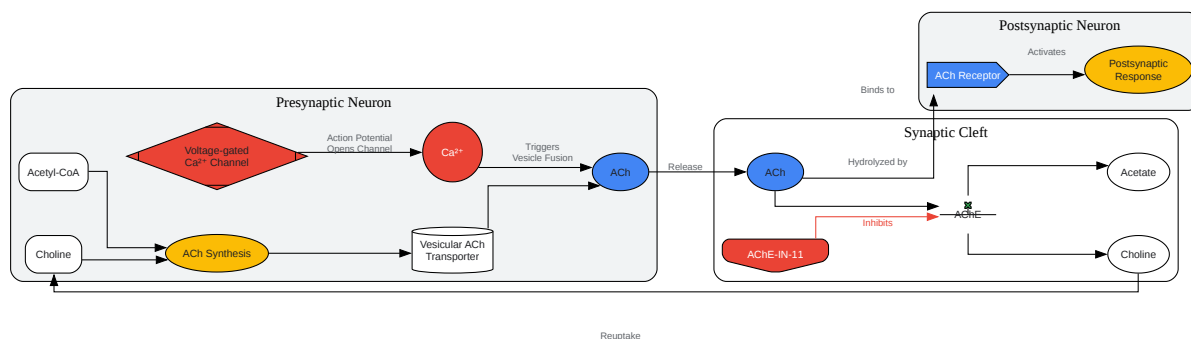 Postsynaptic Neuron
Activates
ACh Receptor
Postsynaptic
Response
Binds to
Presynaptic Neuron
Voltage-gated
Ca²⁺ Channel
Action Potential
Opens Channel
Ca²⁺
Triggers
Vesicle Fusion
Acetyl-CoA
ACh
Release
Choline
ACh Synthesis
Vesicular ACh
Transporter
Synaptic Cleft
ACh
Hydrolyzed by
Acetate
AChE
Inhibits
AChE-IN-11
Choline
Reuptake